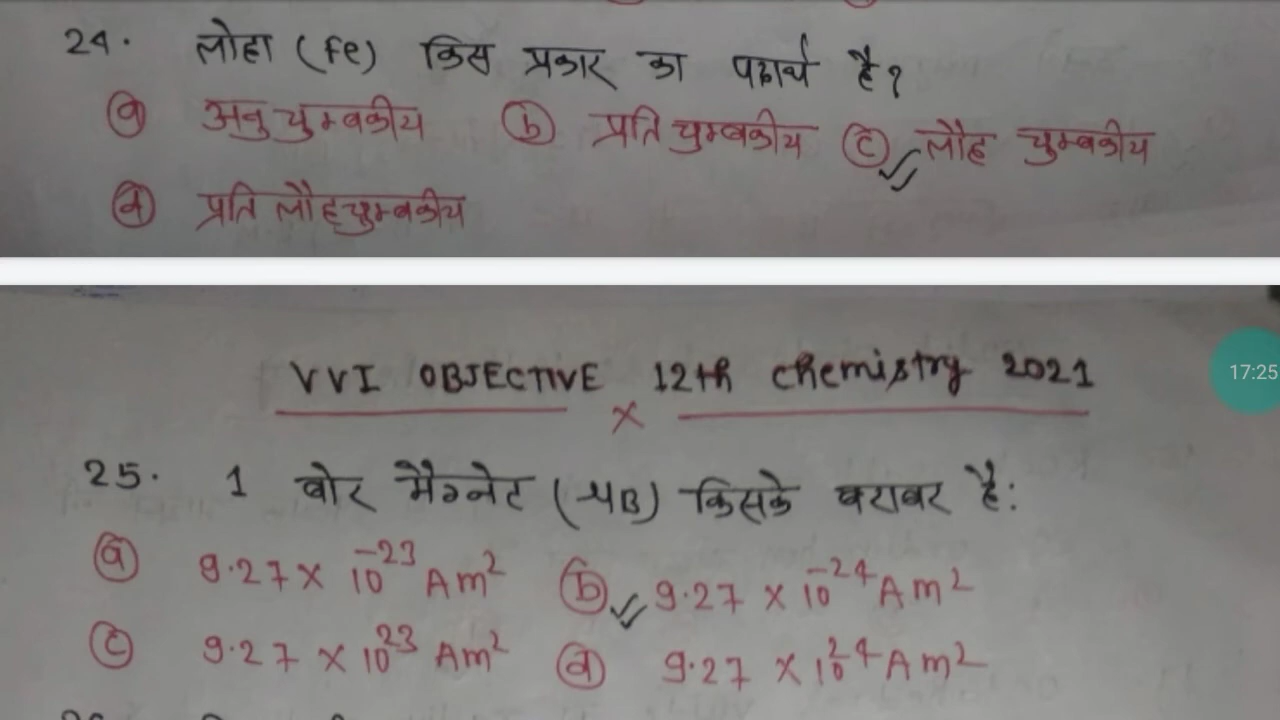 24. लोहा (Fe) किस प्रकार का पदार्थ है?
(a) अनुचुम्बकीय (b) प्रतिचुम्बकीय (c) लौह चुम्बकीय
(d) प्रतिलौहचुम्बकीय
VVI OBJECTIVE 12th chemistry 2021
17:25
25. 1 बोर मैग्नेट (μB) किसके बराबर है:
(a) 9.27 × 10⁻²³ Am² (b) 9.27 × 10⁻²⁴ Am²
(c) 9.27 × 10²³ Am² (d) 9.27 × 10²⁴ Am²